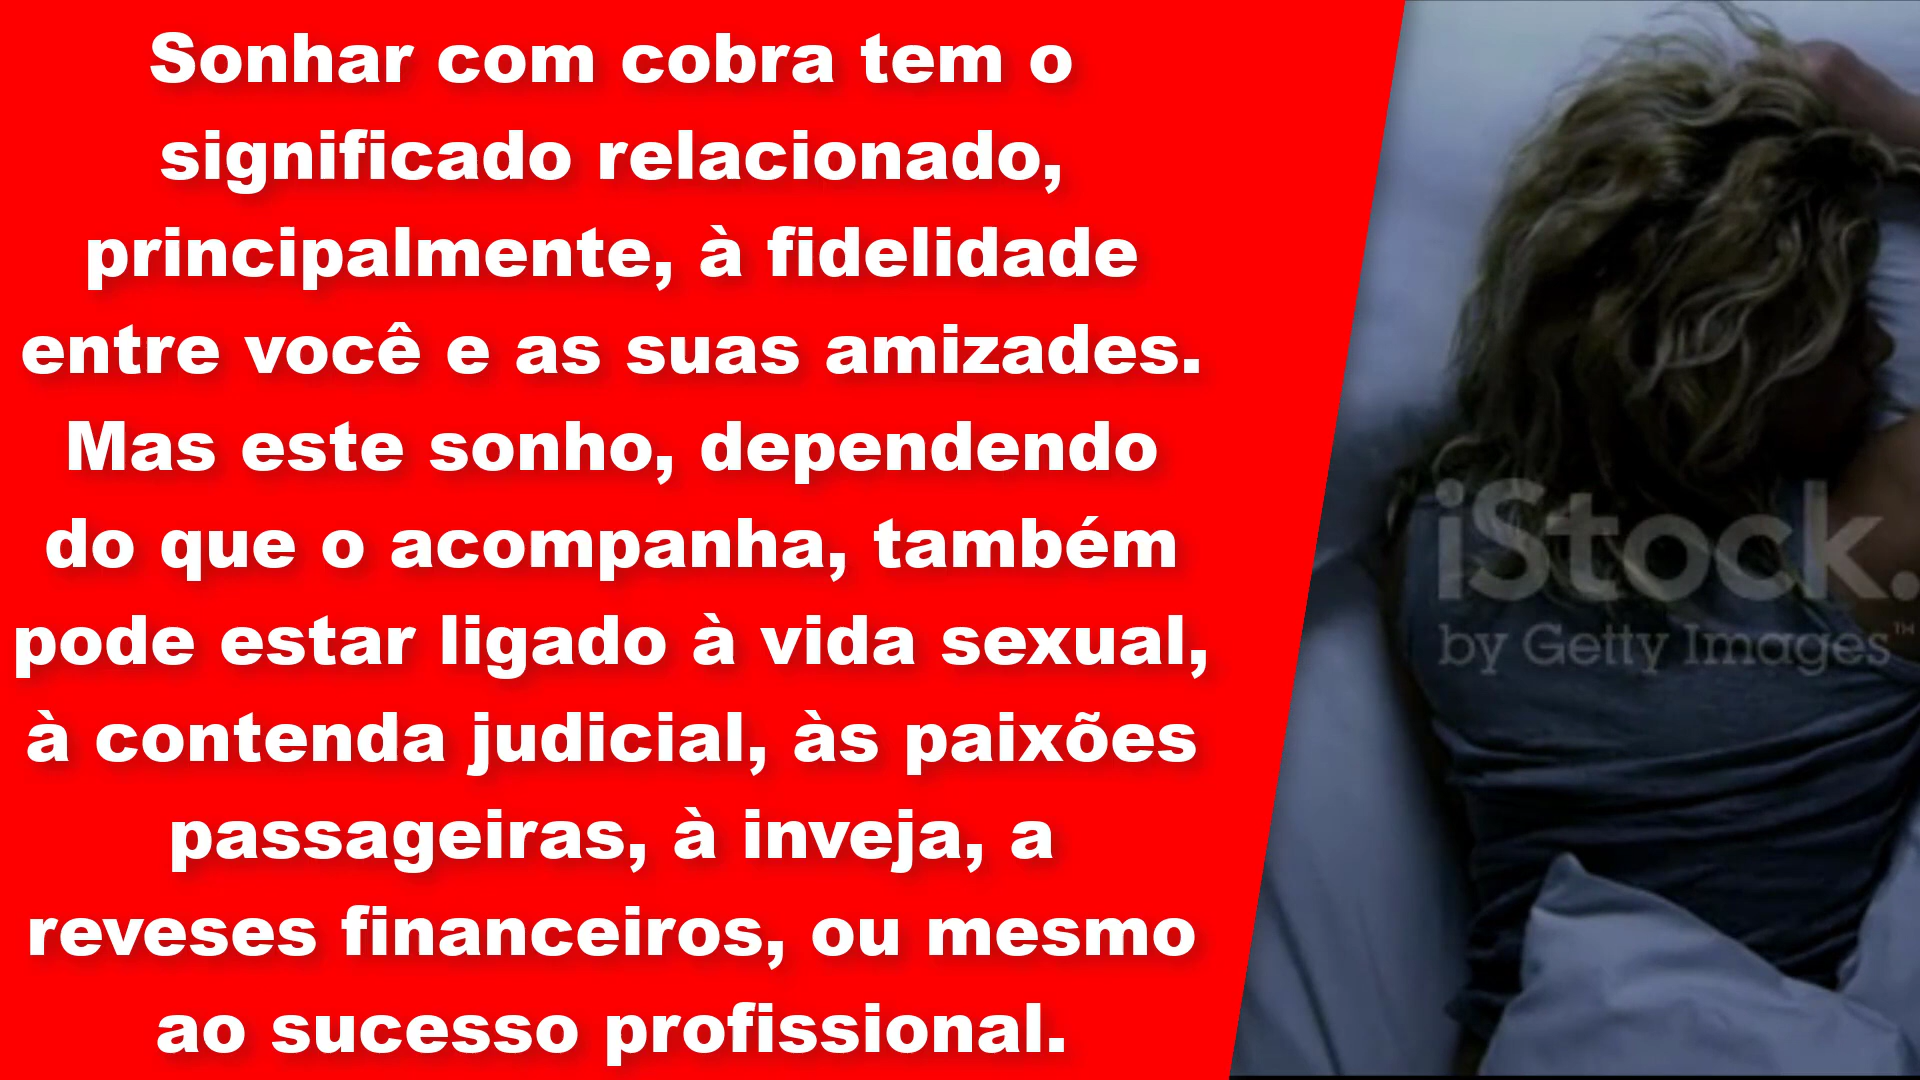 Sonhar com cobra tem o
significado relacionado,
principalmente, à fidelidade
entre você e as suas amizades.
Mas este sonho, dependendo
do que o acompanha, também
pode estar ligado à vida sexual,
à contenda judicial, às paixões
passageiras, à inveja, a
reveses financeiros, ou mesmo
ao sucesso profissional.
iStock.
by Getty Images™